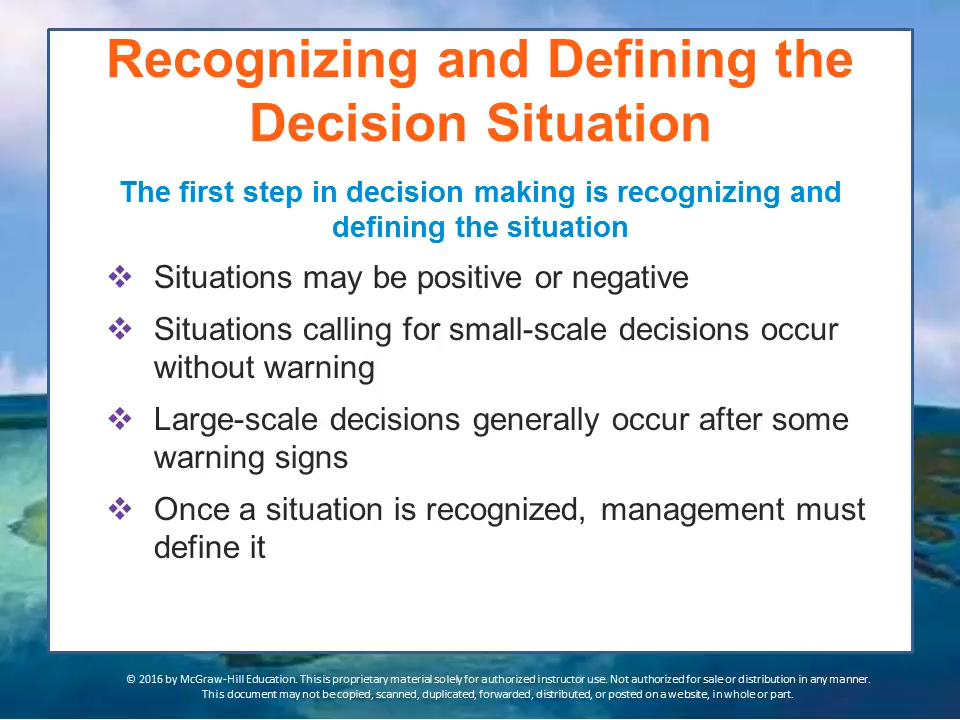 Recognizing and Defining the
Decision Situation
The first step in decision making is recognizing and
defining the situation
❖ Situations may be positive or negative
❖ Situations calling for small-scale decisions occur
without warning
❖ Large-scale decisions generally occur after some
warning signs
❖ Once a situation is recognized, management must
define it
© 2016 by McGraw-Hill Education. This is proprietary material solely for authorized instructor use. Not authorized for sale or distribution in any manner.
This document may not be copied, scanned, duplicated, forwarded, distributed, or posted on a website, in whole or part.